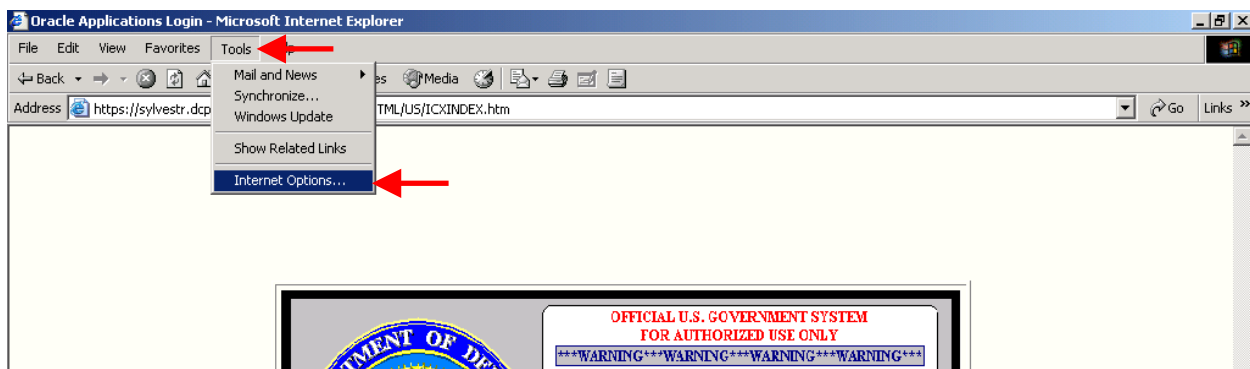 Oracle Applications Login - Microsoft Internet Explorer
File Edit View Favorites Tools
Back Media
Address https://sylvestr.dcp TML/US/ICXINDEX.htm Go Links »
Mail and News
Synchronize...
Windows Update
Show Related Links
Internet Options...
OFFICIAL U.S. GOVERNMENT SYSTEM
FOR AUTHORIZED USE ONLY
***WARNING***WARNING***WARNING***WARNING***
OF